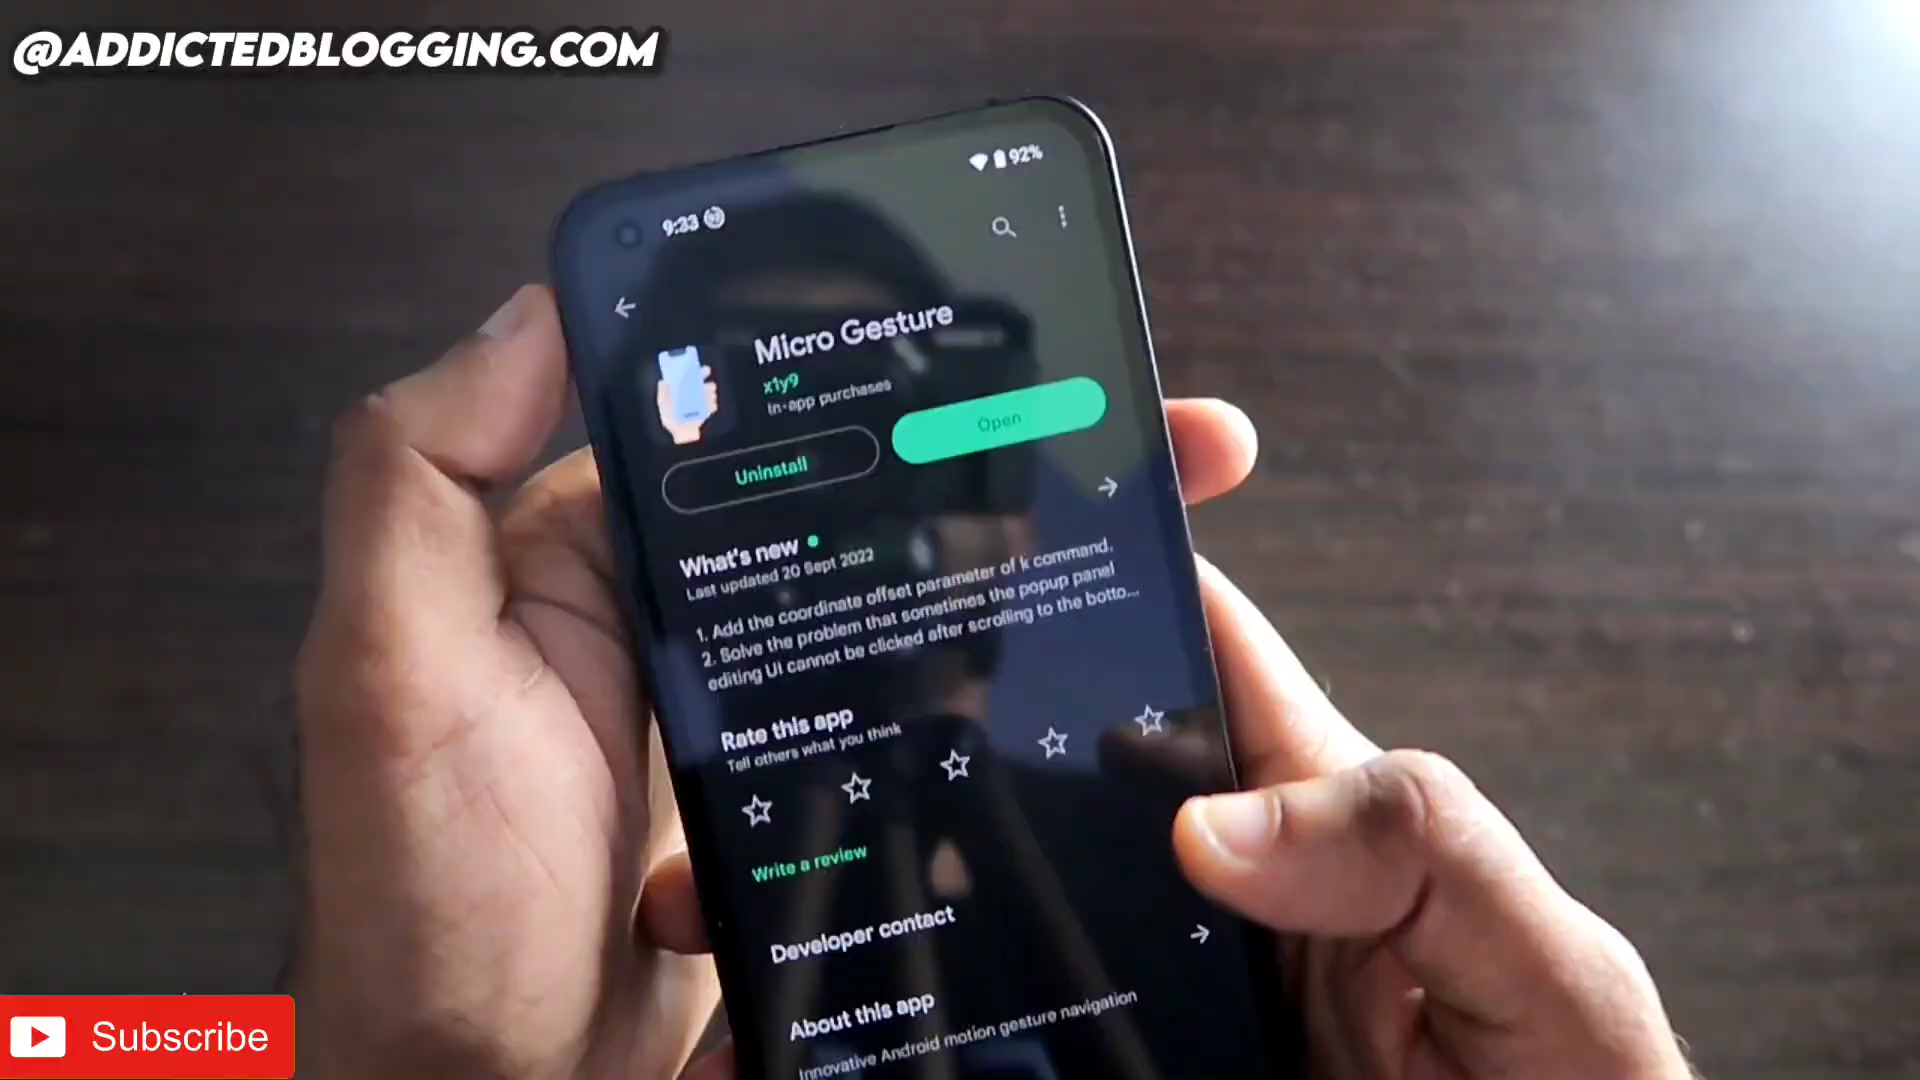 @ADDICTEDBLOGGING.COM
9:33
92%
Micro Gesture
x1y9
In-app purchases
Uninstall
Open
What's new
Last updated 20 Sept 2022
1. Add the coordinate offset parameter of k command.
2. Solve the problem that sometimes the popup panel
editing UI cannot be clicked after scrolling to the botto...
Rate this app
Tell others what you think
Write a review
Developer contact
About this app
Innovative Android motion gesture navigation
Subscribe